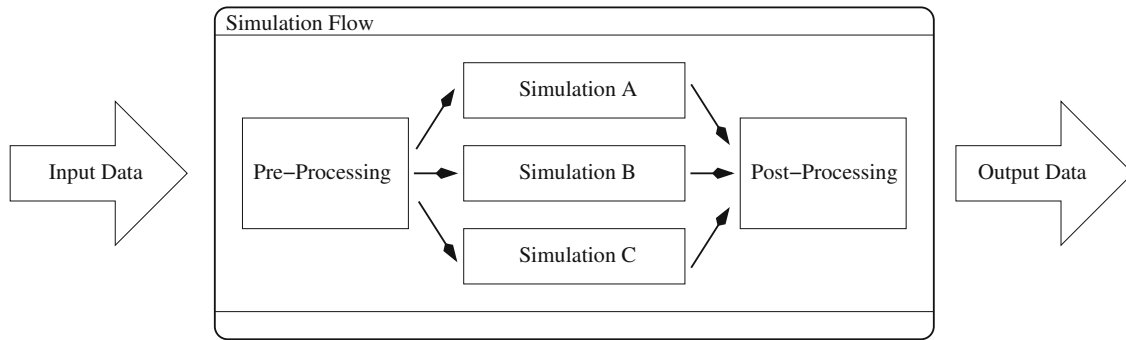 Simulation Flow
Input Data
Pre−Processing
Simulation A
Simulation B
Simulation C
Post−Processing
Output Data